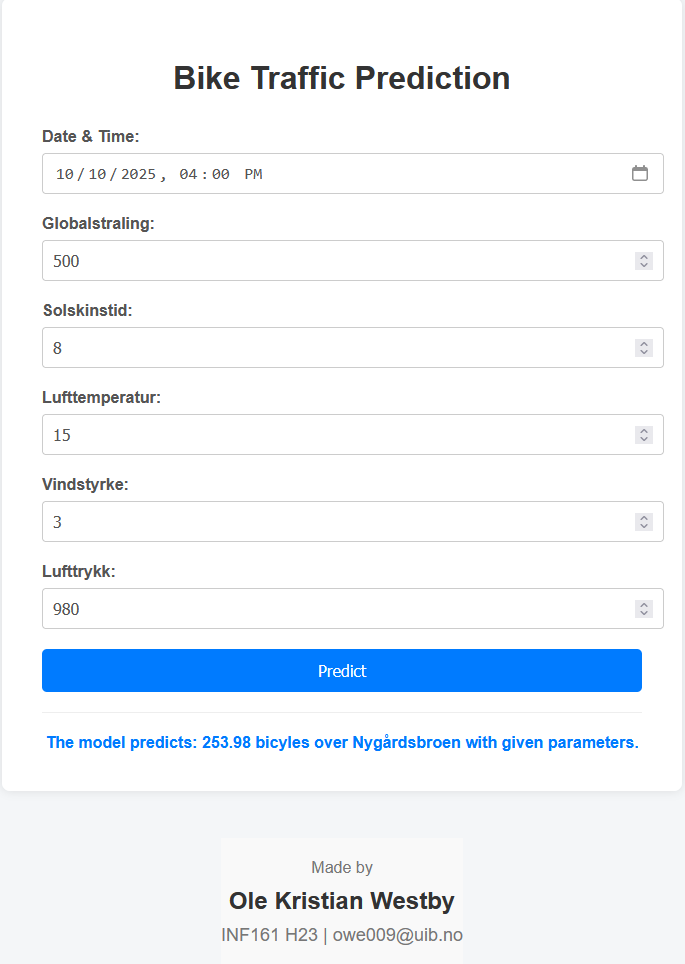 Bike Traffic Prediction
Date & Time:
10/10/2025, 04:00 PM
Globalstraling:
500
Solskinstid:
8
Lufttemperatur:
15
Vindstyrke:
3
Lufttrykk:
980
Predict
The model predicts: 253.98 bicyles over Nygårdsbroen with given parameters.
Made by
Ole Kristian Westby
INF161 H23 | owe009@uib.no